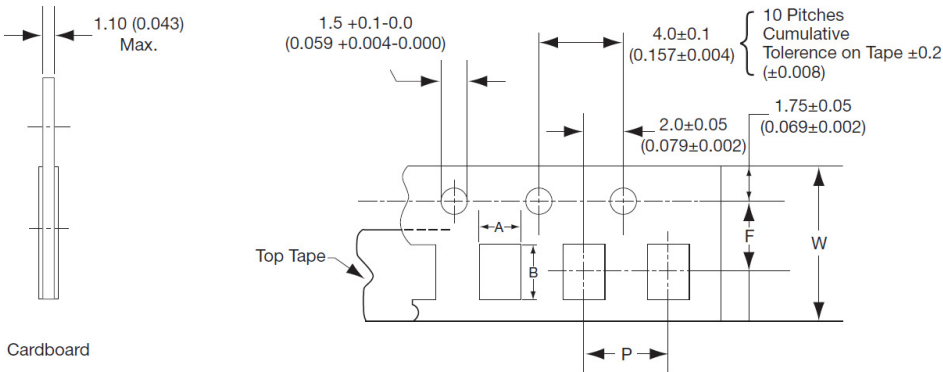 1.10 (0.043)
Max.
1.5 +0.1-0.0
(0.059 +0.004-0.000)
4.0±0.1
(0.157±0.004)
10 Pitches
Cumulative
Tolerence on Tape ±0.2
(±0.008)
2.0±0.05
(0.079±0.002)
1.75±0.05
(0.069±0.002)
A
B
F
W
Top Tape
P
Cardboard